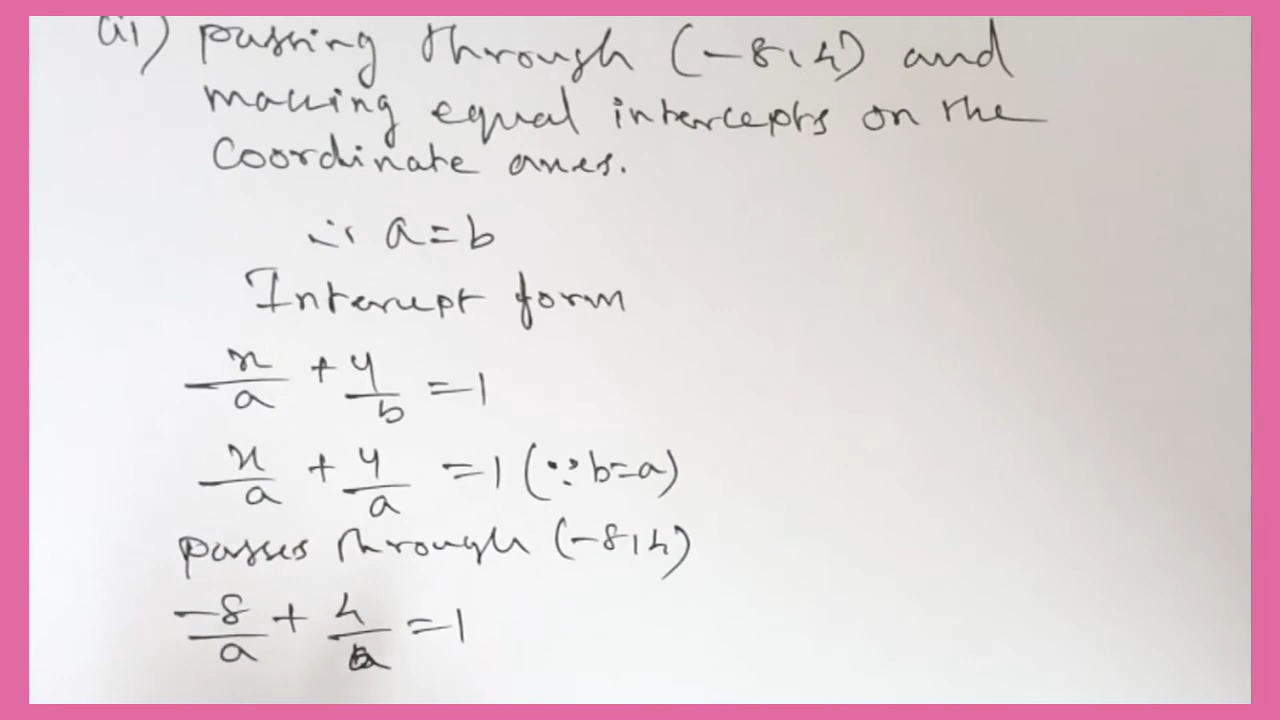 iii) passing through (-8, 4) and
making equal intercepts on the
Coordinate axes.
∴ a = b
Intercept form
x/a + y/b = 1
x/a + y/a = 1 (∵ b = a)
passes through (-8, 4)
-8/a + 4/a = 1